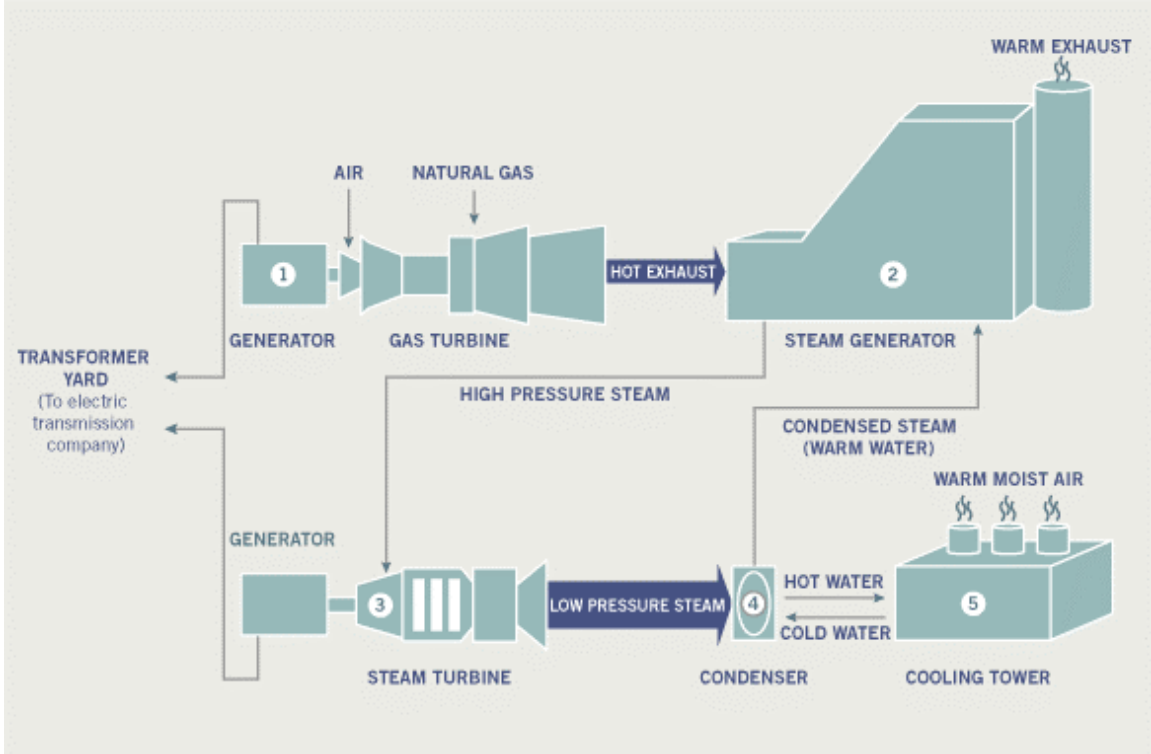 WARM EXHAUST
AIR
NATURAL GAS
1
HOT EXHAUST
2
GENERATOR
GAS TURBINE
STEAM GENERATOR
TRANSFORMER
YARD
(To electric
transmission
company)
HIGH PRESSURE STEAM
CONDENSED STEAM
(WARM WATER)
WARM MOIST AIR
GENERATOR
3
LOW PRESSURE STEAM
4
HOT WATER
COLD WATER
5
STEAM TURBINE
CONDENSER
COOLING TOWER